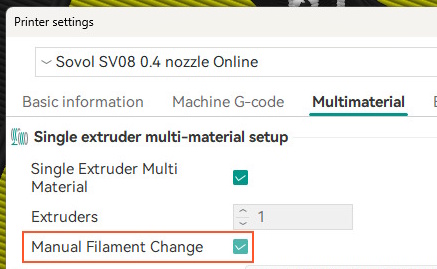 Printer settings
Sovol SV08 0.4 nozzle Online
Basic information Machine G-code Multimaterial
Single extruder multi-material setup
Single Extruder Multi
Material
Extruders 1
Manual Filament Change